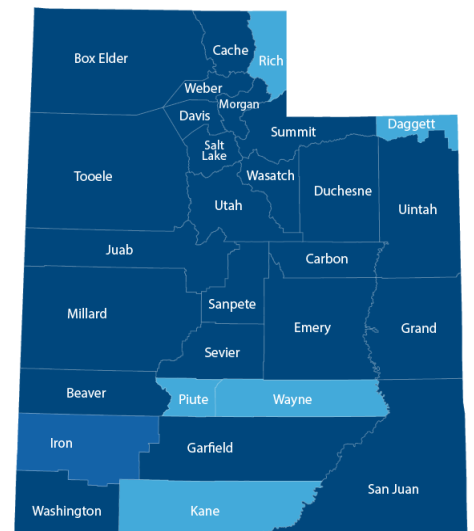 Cache
Box Elder
Rich
Weber
Morgan
Davis
Daggett
Summit
Salt
Lake
Wasatch
Tooele
Duchesne
Utah
Uintah
Juab
Carbon
Sanpete
Millard
Emery
Grand
Sevier
Beaver
Piute
Wayne
Iron
Garfield
San Juan
Washington
Kane